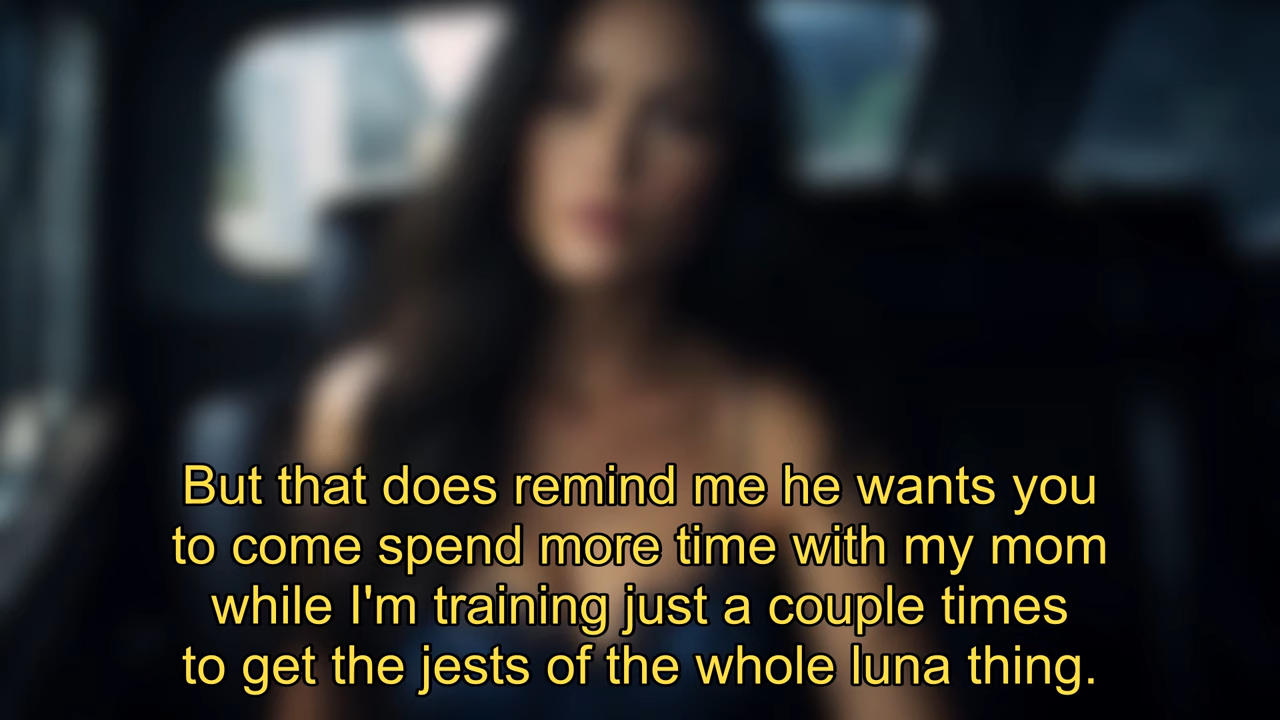 But that does remind me he wants you
to come spend more time with my mom
while I'm training just a couple times
to get the jests of the whole luna thing.